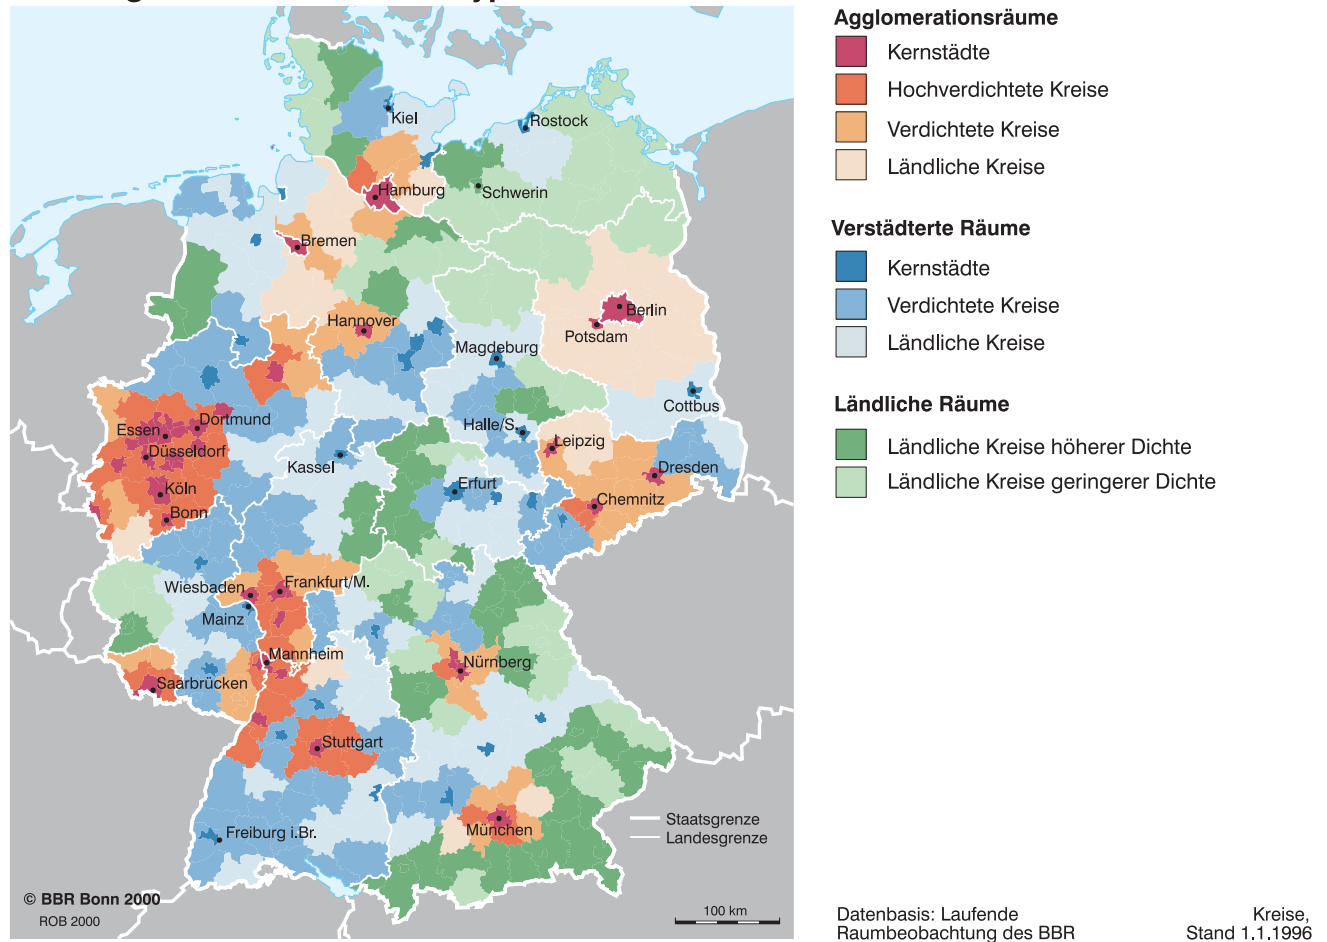 Agglomerationsräume
Kernstädte
Hochverdichtete Kreise
Verdichtete Kreise
Ländliche Kreise
Verstädterte Räume
Kernstädte
Verdichtete Kreise
Ländliche Kreise
Ländliche Räume
Ländliche Kreise höherer Dichte
Ländliche Kreise geringerer Dichte
Kiel
Rostock
Hamburg
Schwerin
Bremen
Hannover
Berlin
Potsdam
Magdeburg
Cottbus
Essen
Dortmund
Halle/S.
Düsseldorf
Leipzig
Kassel
Dresden
Köln
Erfurt
Chemnitz
Bonn
Wiesbaden
Frankfurt/M.
Mainz
Mannheim
Nürnberg
Saarbrücken
Stuttgart
München
Freiburg i.Br.
Staatsgrenze
Landesgrenze
© BBR Bonn 2000
ROB 2000
100 km
Datenbasis: Laufende
Raumbeobachtung des BBR
Kreise,
Stand 1.1.1996